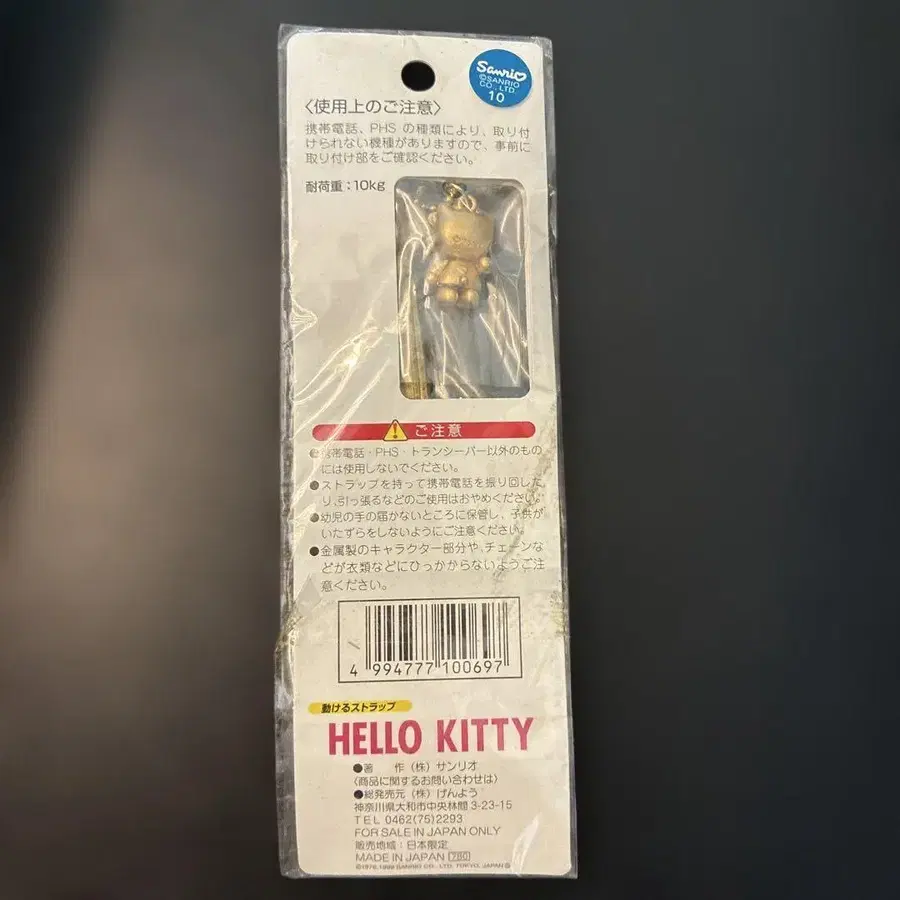 Sanrio
©SANRIO
CO., LTD.
10
〈使用上のご注意〉
携帯電話、PHS の種類により、取り付
けられない機種がありますので、事前に
取り付け部をご確認ください。
耐荷重：10kg
ご注意
●携帯電話・PHS・トランシーバー以外のもの
には使用しないでください。
●ストラップを持って携帯電話を振り回した
り、引っ張るなどのご使用はおやめください。
●幼児の手の届かないところに保管し、子供が
いたずらをしないようにご注意ください。
●金属製のキャラクター部分や、チェーンな
どが衣類などにひっかからないようご注
意ください。
4 994777 100697
動けるストラップ
HELLO KITTY
●著 作（株）サンリオ
〈商品に関するお問い合わせは〉
●総発売元（株）げんよう
神奈川県大和市中央林間3-23-15
TEL 0462(75)2293
FOR SALE IN JAPAN ONLY
販売地域：日本限定
MADE IN JAPAN 780
SANRIO CO., LTD. TOKYO, JAPAN